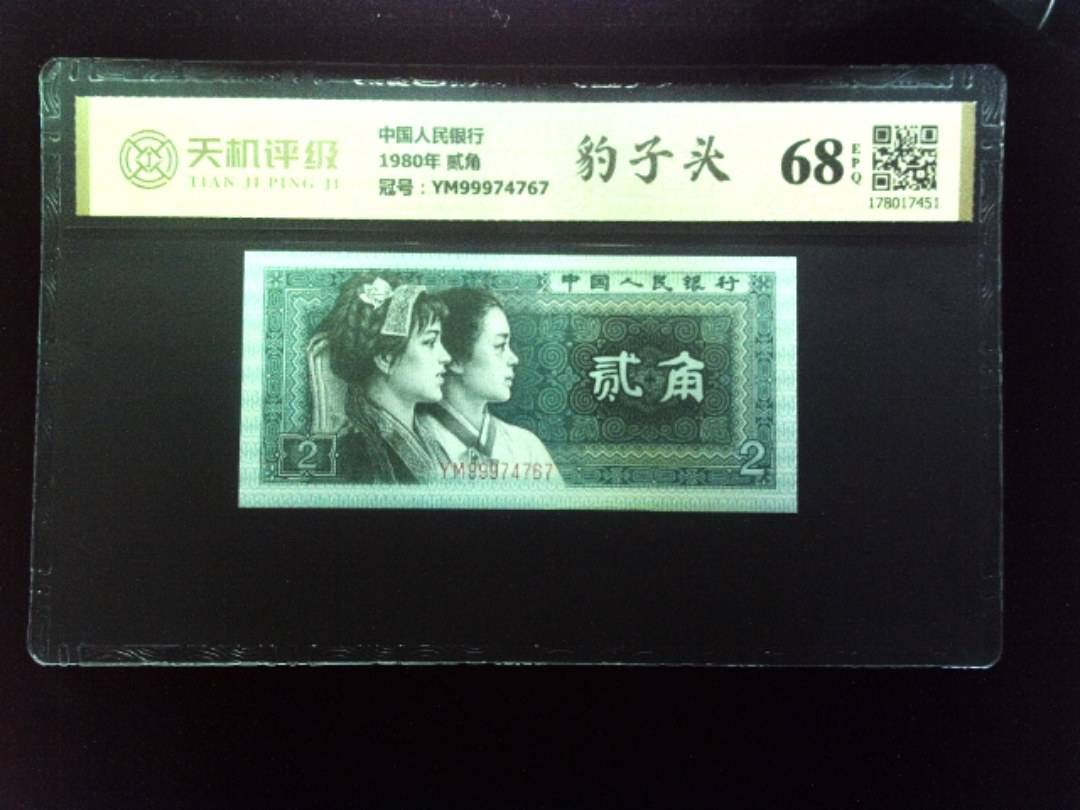 天机评级
TIAN JI PING JI
中国人民银行
1980年 贰角
冠号：YM99974767
豹子头
68
EPQ
178017451
中国人民银行
贰角
2
2
YM99974767